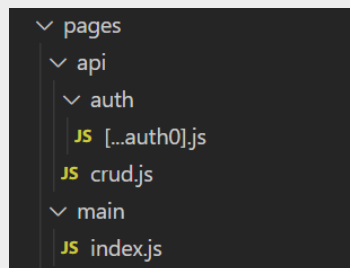 pages
api
auth
JS [...auth0].js
JS crud.js
main
JS index.js